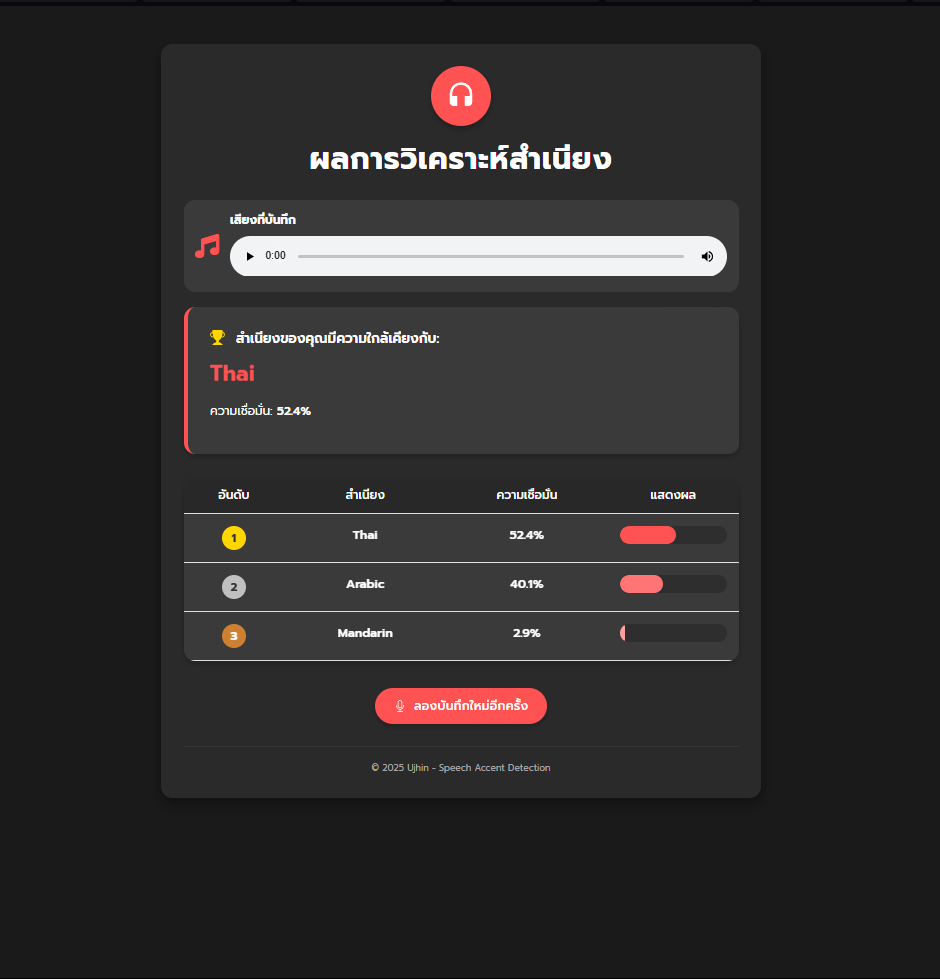 ผลการวิเคราะห์สำเนียง
เสียงที่บันทึก
0:00
สำเนียงของคุณมีความใกล้เคียงกับ:
Thai
ความเชื่อมั่น: 52.4%
อันดับ สำเนียง ความเชื่อมั่น แสดงผล
1 Thai 52.4%
2 Arabic 40.1%
3 Mandarin 2.9%
ลองบันทึกใหม่อีกครั้ง
© 2025 Ujhin - Speech Accent Detection